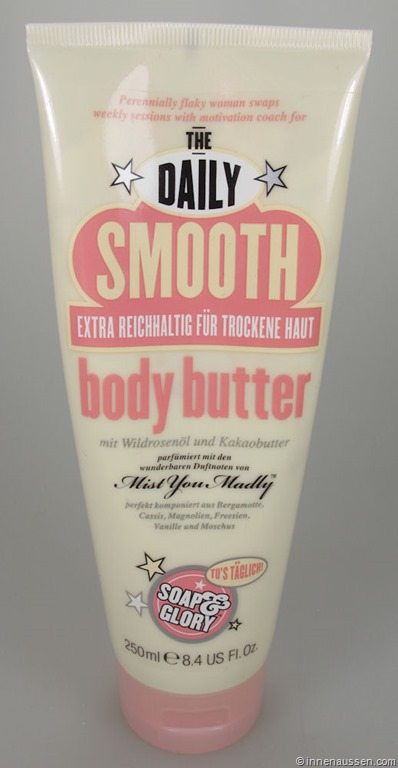 Perennially flaky woman swaps
weekly sessions with motivation coach for
THE
DAILY
SMOOTH
EXTRA REICHHALTIG FÜR TROCKENE HAUT
body butter
mit Wildrosenöl und Kakaobutter
parfümiert mit den
wunderbaren Duftnoten von
Mist You Madly™
perfekt komponiert aus Bergamotte,
Cassis, Magnolien, Freesien,
Vanille und Moschus
TU'S TÄGLICH!
SOAP &
GLORY
250ml ℮ 8.4 US Fl. Oz.
© innenaussen.com